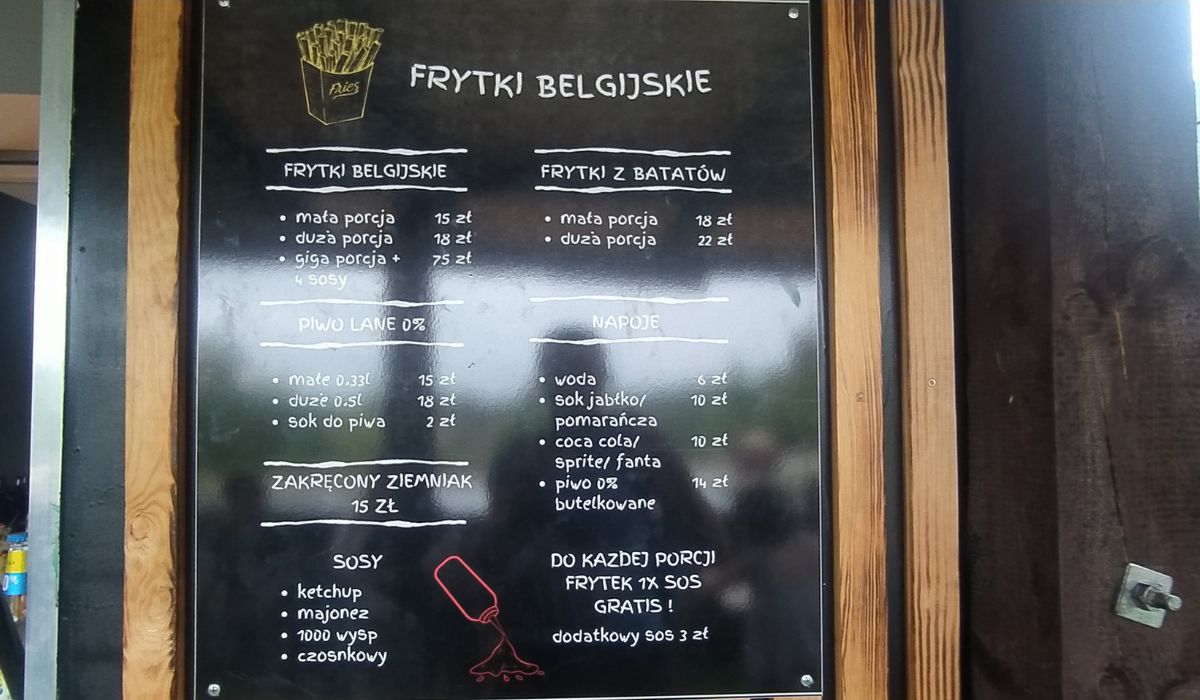 Fries
FRYTKI BELGIJSKIE
FRYTKI BELGIJSKIE
• mała porcja 15 zł
• duża porcja 18 zł
• giga porcja + 75 zł
4 sosy
FRYTKI Z BATATÓW
• mała porcja 18 zł
• duża porcja 22 zł
PIWO LANE 0%
• małe 0.33l 15 zł
• duże 0.5l 18 zł
• sok do piwa 2 zł
NAPOJE
• woda 6 zł
• sok jabłko/ 10 zł
pomarańcza
• coca cola/ 10 zł
sprite/ fanta
• piwo 0% 14 zł
butelkowane
ZAKRĘCONY ZIEMNIAK
15 ZŁ
SOSY
• ketchup
• majonez
• 1000 wysp
• czosnkowy
DO KAŻDEJ PORCJI
FRYTEK 1X SOS
GRATIS !
dodatkowy sos 3 zł